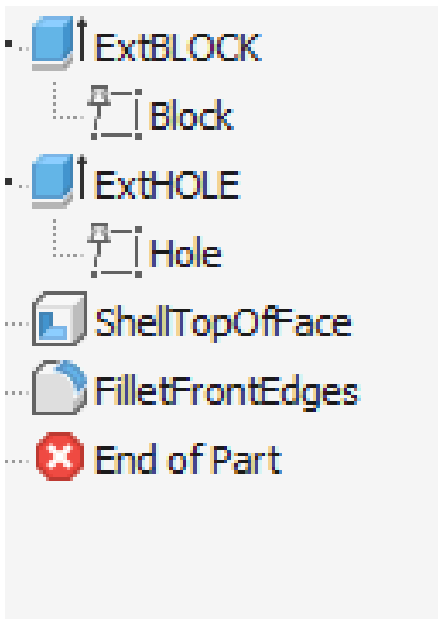 ExtBLOCK
Block
ExtHOLE
Hole
ShellTopOfFace
FilletFrontEdges
End of Part